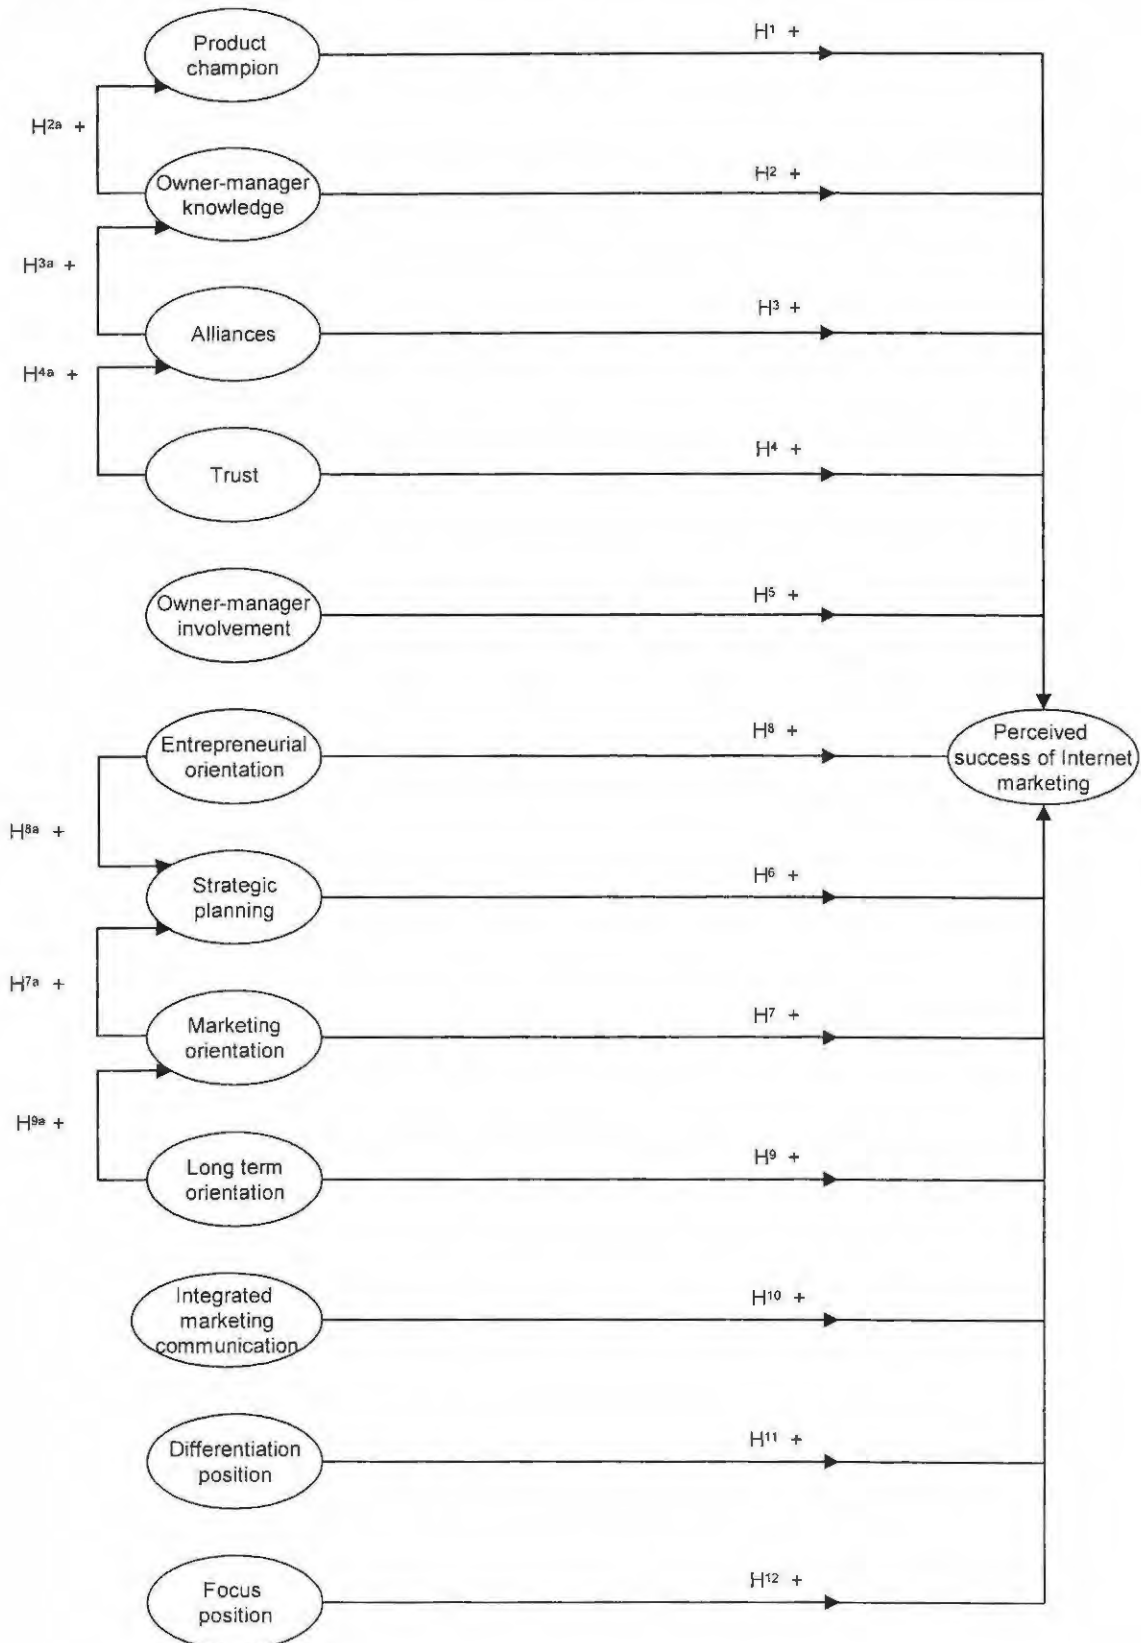 H1 +
Product
champion
H2a +
H2 +
Owner-manager
knowledge
H3a +
H3 +
Alliances
H4a +
H4 +
Trust
H5 +
Owner-manager
involvement
H8 +
Entrepreneurial
orientation
Perceived
success of Internet
marketing
H8a +
H6 +
Strategic
planning
H7a +
H7 +
Marketing
orientation
H9a +
H9 +
Long term
orientation
H10 +
Integrated
marketing
communication
H11 +
Differentiation
position
H12 +
Focus
position